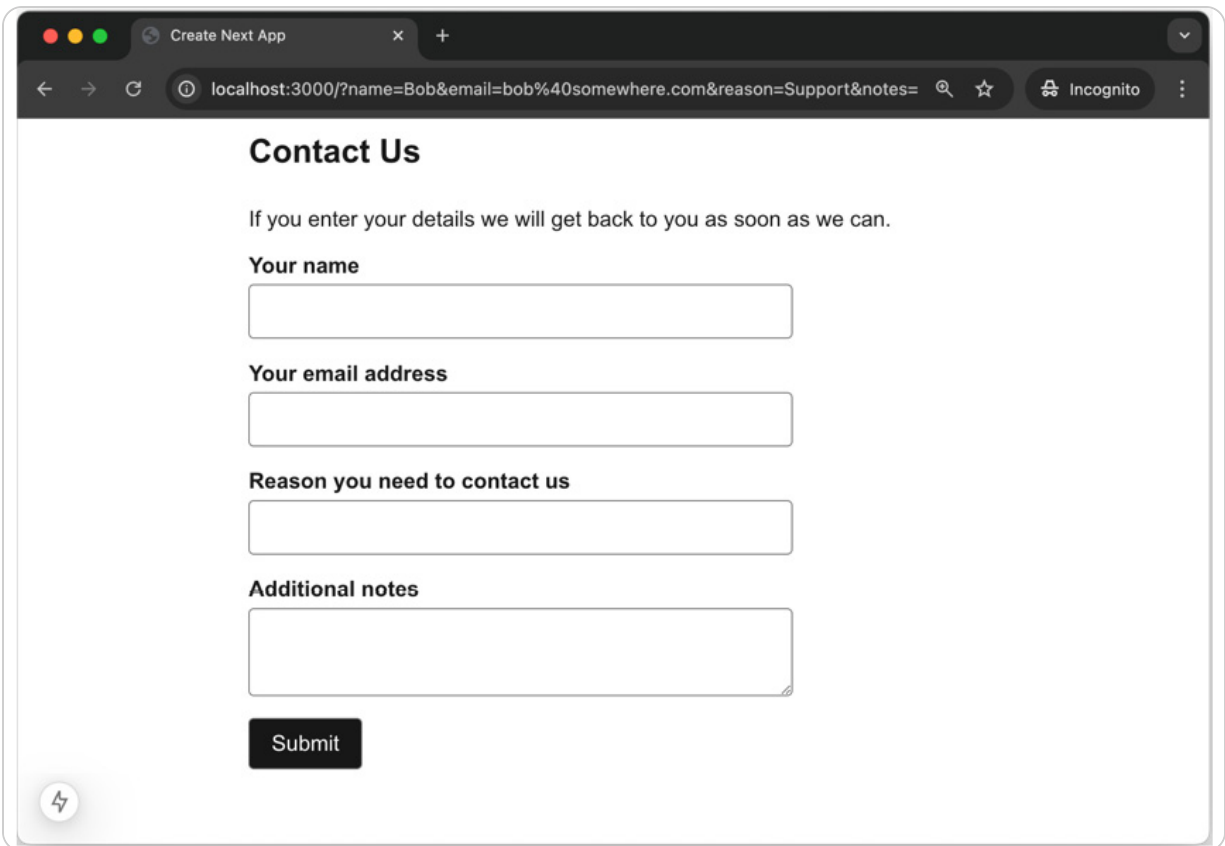 Create Next App
localhost:3000/?name=Bob&email=bob%40somewhere.com&reason=Support&notes=
Incognito
Contact Us
If you enter your details we will get back to you as soon as we can.
Your name
Your email address
Reason you need to contact us
Additional notes
Submit